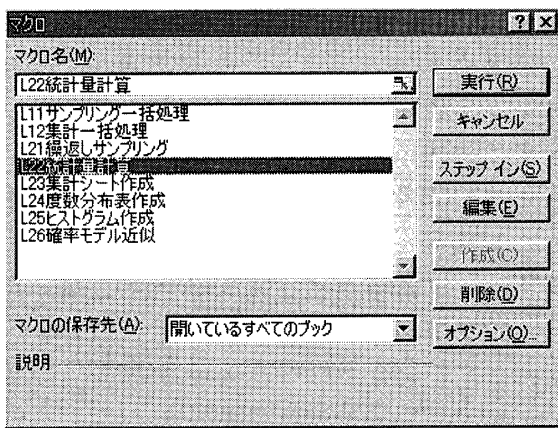 マクロ
マクロ名(M):
L22統計量計算
実行(R)
L11サンプリング一括処理
キャンセル
L12集計一括処理
L21繰返しサンプリング
L22統計量計算
ステップ イン(S)
L23集計シート作成
L24度数分布表作成
編集(E)
L25ヒストグラム作成
L26確率モデル近似
作成(C)
削除(D)
マクロの保存先(A):
開いているすべてのブック
オプション(O)...
説明